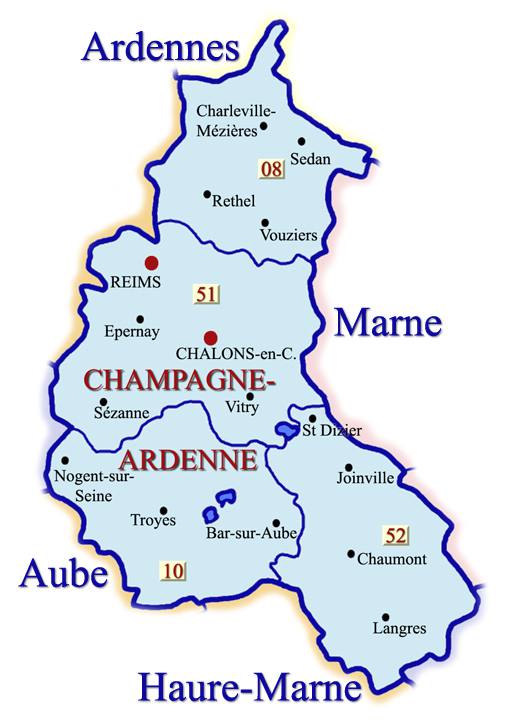 Ardennes
Charleville-
Mézières
Sedan
08
Rethel
Vouziers
REIMS
51
Marne
Epernay
CHALONS-en-C.
CHAMPAGNE-
Sézanne
Vitry
St Dizier
ARDENNE
Nogent-sur-
Seine
Joinville
Troyes
Bar-sur-Aube
52
Chaumont
Aube
10
Langres
Haure-Marne